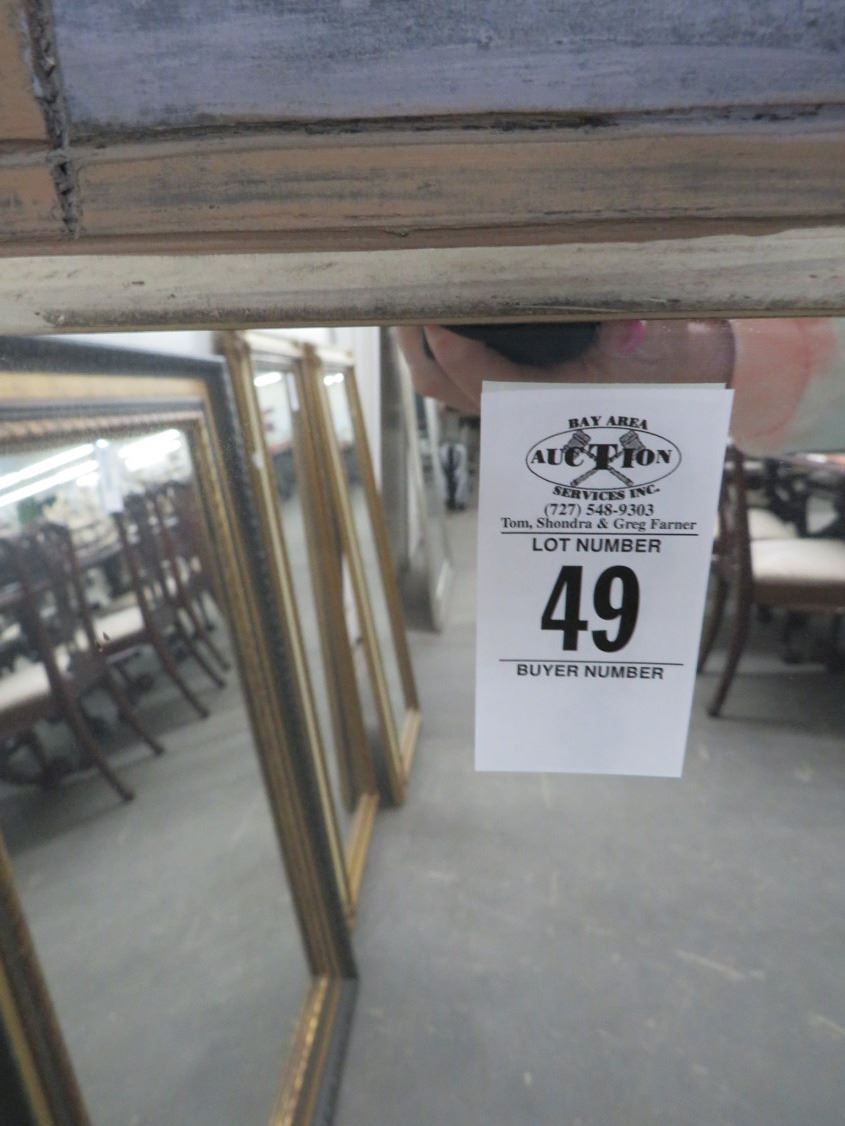 BAY AREA
AUCTION
SERVICES INC.
(727) 548-9303
Tom, Shondra & Greg Farner
LOT NUMBER
49
BUYER NUMBER